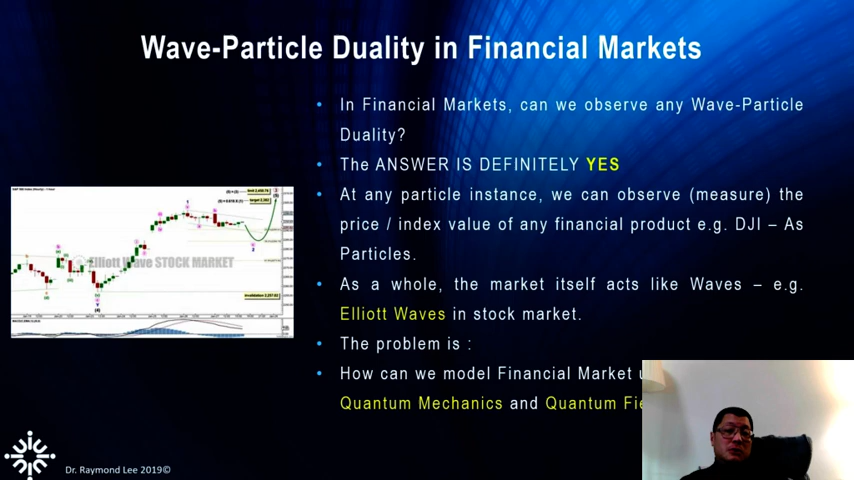 Wave-Particle Duality in Financial Markets
• In Financial Markets, can we observe any Wave-Particle
Duality?
• The ANSWER IS DEFINITELY YES
• At any particle instance, we can observe (measure) the
price / index value of any financial product e.g. DJI – As
Particles.
• As a whole, the market itself acts like Waves – e.g.
Elliott Waves in stock market.
• The problem is :
• How can we model Financial Market
Quantum Mechanics and Quantum
Elliott Wave STOCK MARKET
Dr. Raymond Lee 2019©